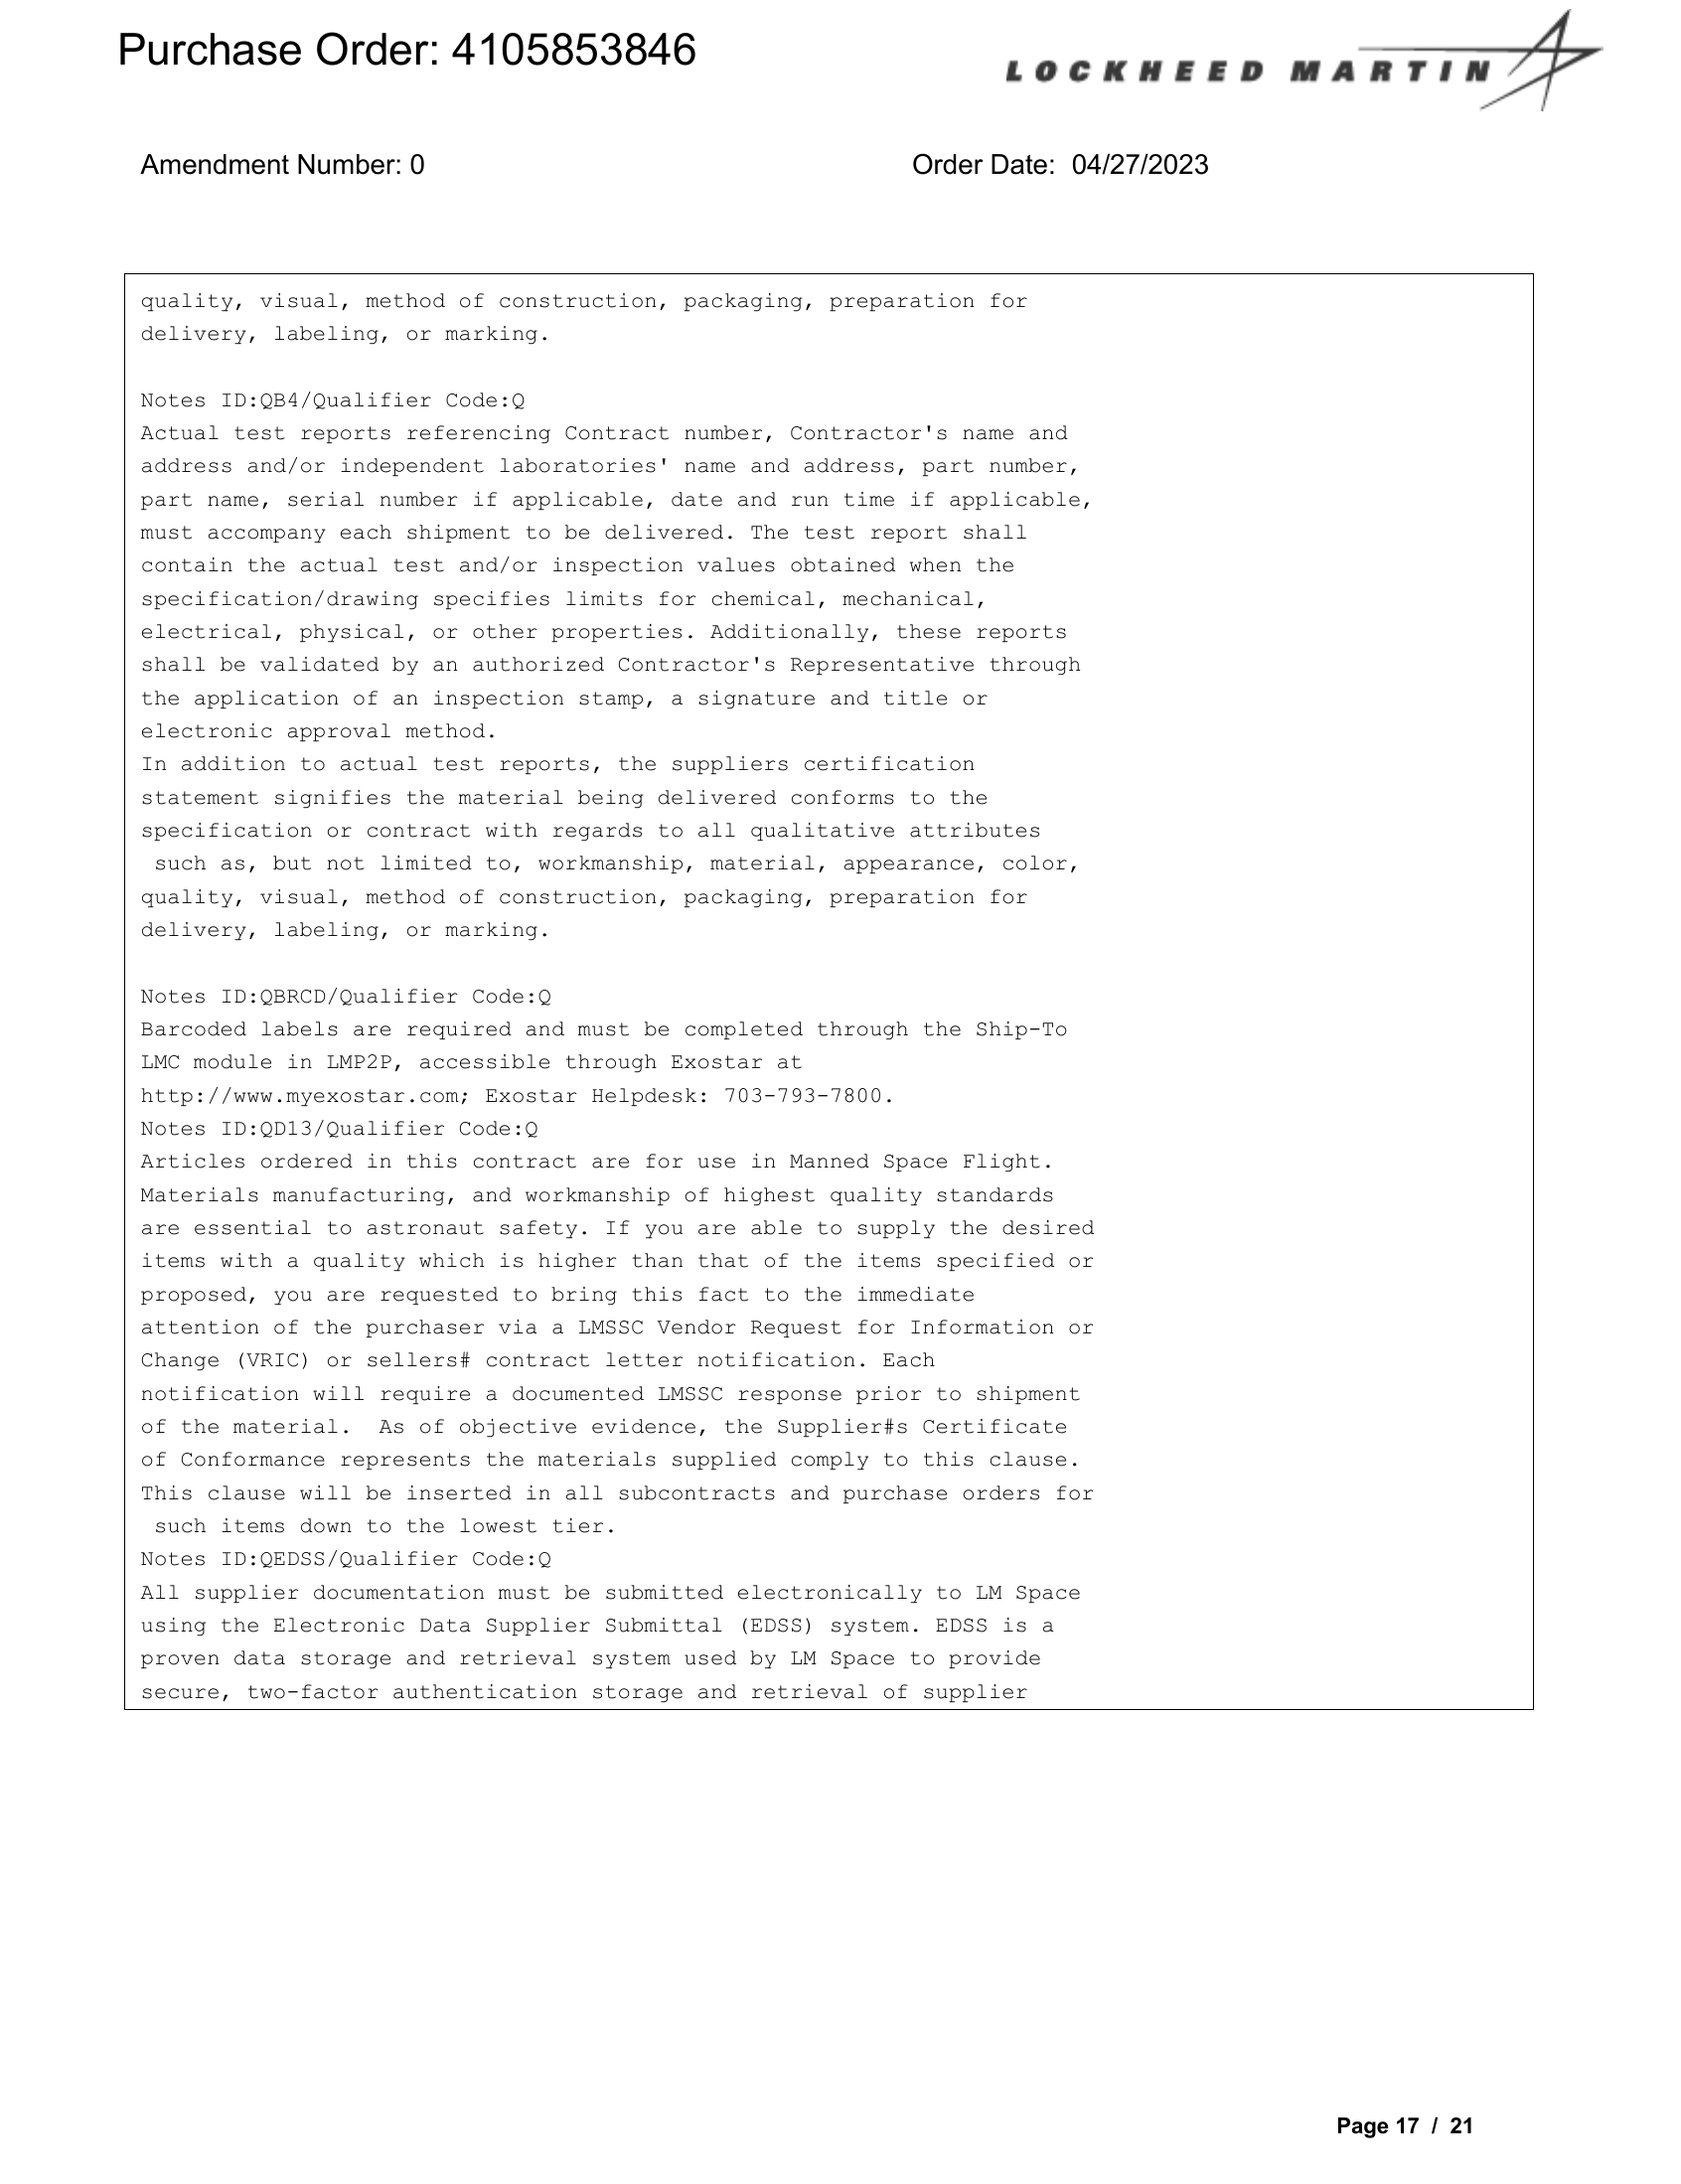 Purchase Order: 4105853846
LOCKHEED MARTIN
Amendment Number: 0
Order Date: 04/27/2023
quality, visual, method of construction, packaging, preparation for
delivery, labeling, or marking.
Notes ID:QB4/Qualifier Code:Q
Actual test reports referencing Contract number, Contractor's name and
address and/or independent laboratories' name and address, part number,
part name, serial number if applicable, date and run time if applicable,
must accompany each shipment to be delivered. The test report shall
contain the actual test and/or inspection values obtained when the
specification/drawing specifies limits for chemical, mechanical,
electrical, physical, or other properties. Additionally, these reports
shall be validated by an authorized Contractor's Representative through
the application of an inspection stamp, a signature and title or
electronic approval method.
In addition to actual test reports, the suppliers certification
statement signifies the material being delivered conforms to the
specification or contract with regards to all qualitative attributes
such as, but not limited to, workmanship, material, appearance, color,
quality, visual, method of construction, packaging, preparation for
delivery, labeling, or marking.
Notes ID:QBRCD/Qualifier Code:Q
Barcoded labels are required and must be completed through the Ship-To
LMC module in LMP2P, accessible through Exostar at
http://www.myexostar.com; Exostar Helpdesk: 703-793-7800.
Notes ID:QD13/Qualifier Code:Q
Articles ordered in this contract are for use in Manned Space Flight.
Materials manufacturing, and workmanship of highest quality standards
are essential to astronaut safety. If you are able to supply the desired
items with a quality which is higher than that of the items specified or
proposed, you are requested to bring this fact to the immediate
attention of the purchaser via a LMSSC Vendor Request for Information or
Change (VRIC) or sellers# contract letter notification. Each
notification will require a documented LMSSC response prior to shipment
of the material.  As of objective evidence, the Supplier#s Certificate
of Conformance represents the materials supplied comply to this clause.
This clause will be inserted in all subcontracts and purchase orders for
such items down to the lowest tier.
Notes ID:QEDSS/Qualifier Code:Q
All supplier documentation must be submitted electronically to LM Space
using the Electronic Data Supplier Submittal (EDSS) system. EDSS is a
proven data storage and retrieval system used by LM Space to provide
secure, two-factor authentication storage and retrieval of supplier
Page 17 / 21